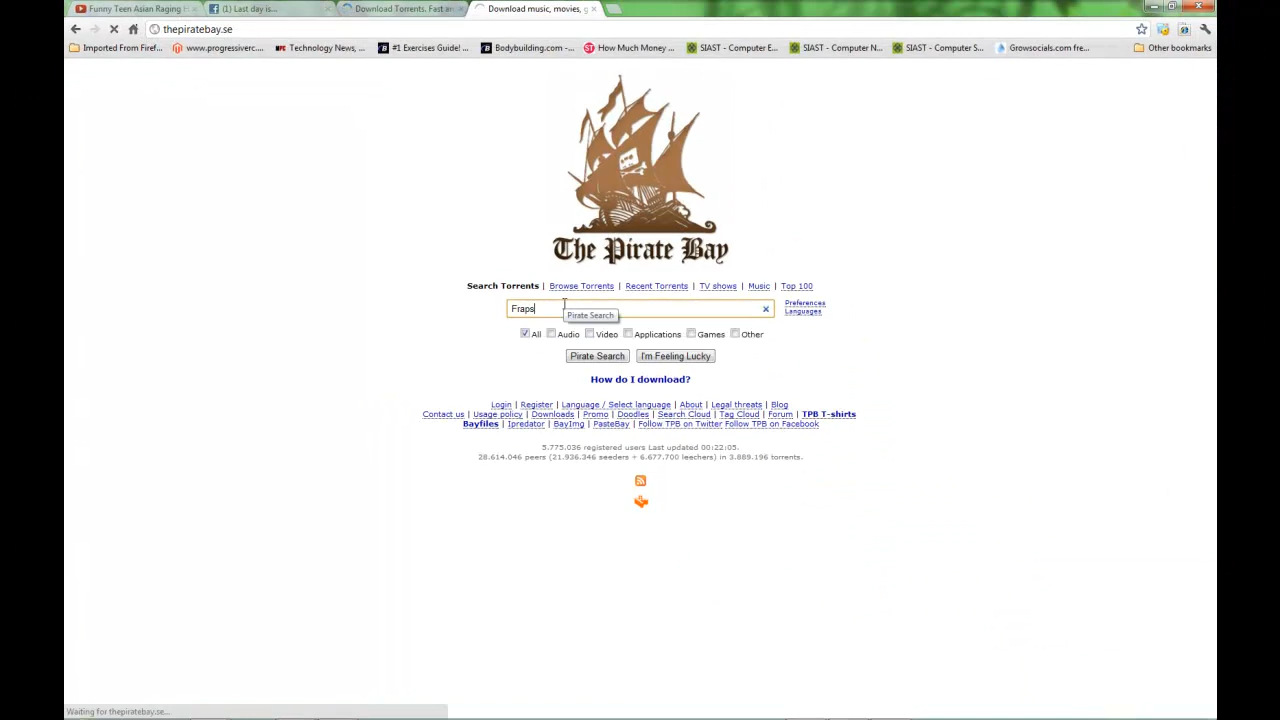 Funny Teen Asian Raging H
(1) Last day is...
Download Torrents. Fast an
Download music, movies, g
thepiratebay.se
Imported From Firef...
www.progressiverc....
Technology News, ...
#1 Exercises Guide! ...
Bodybuilding.com -...
How Much Money ...
SIAST - Computer E...
SIAST - Computer N...
SIAST - Computer S...
Growsocials.com fre...
Other bookmarks
The Pirate Bay
Search Torrents | Browse Torrents | Recent Torrents | TV shows | Music | Top 100
Fraps
Pirate Search
Preferences
Languages
All Audio Video Applications Games Other
Pirate Search
I'm Feeling Lucky
How do I download?
Login | Register | Language / Select language | About | Legal threats | Blog
Contact us | Usage policy | Downloads | Promo | Doodles | Search Cloud | Tag Cloud | Forum | TPB T-shirts
Bayfiles | Ipredator | BayImg | PasteBay | Follow TPB on Twitter Follow TPB on Facebook
5.775.036 registered users Last updated 00:22:05.
28.614.046 peers (21.936.346 seeders + 6.677.700 leechers) in 3.889.196 torrents.
Waiting for thepiratebay.se...